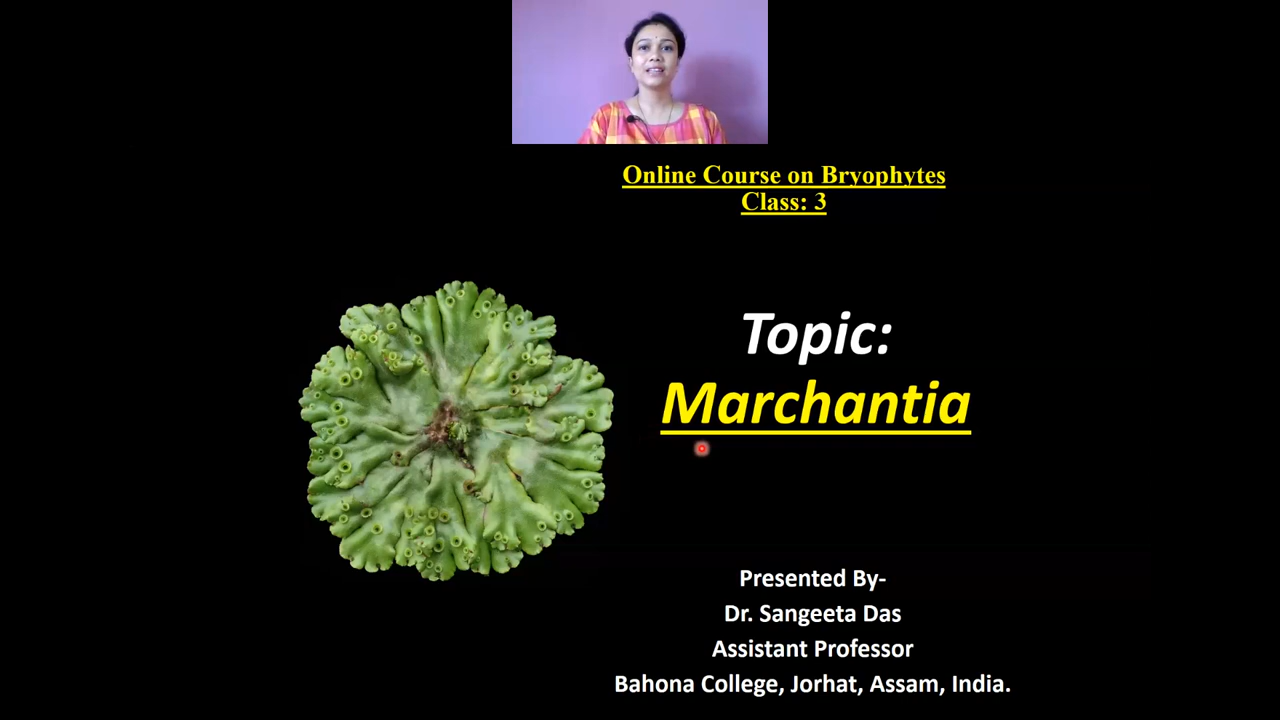 Online Course on Bryophytes
Class: 3
Topic:
Marchantia
Presented By-
Dr. Sangeeta Das
Assistant Professor
Bahona College, Jorhat, Assam, India.